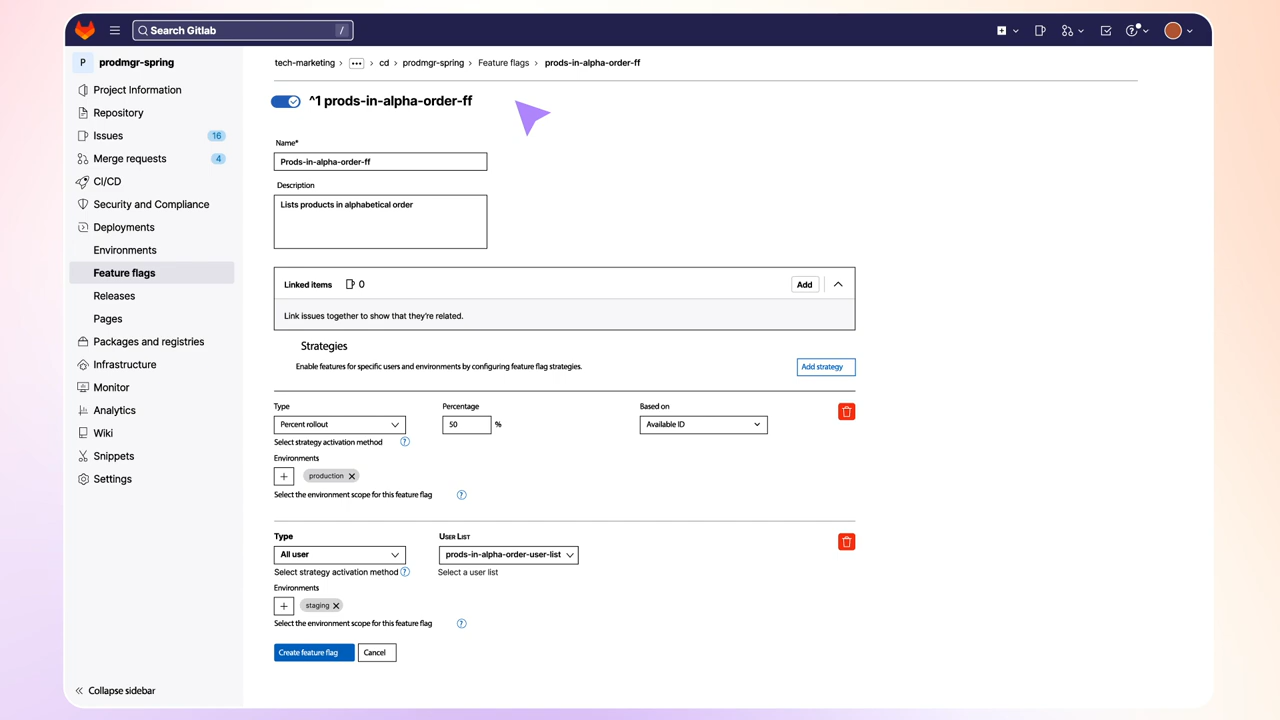 Search Gitlab /
P prodmgr-spring
Project Information
Repository
Issues 16
Merge requests 4
CI/CD
Security and Compliance
Deployments
Environments
Feature flags
Releases
Pages
Packages and registries
Infrastructure
Monitor
Analytics
Wiki
Snippets
Settings
Collapse sidebar
tech-marketing > ••• > cd > prodmgr-spring > Feature flags > prods-in-alpha-order-ff
^1 prods-in-alpha-order-ff
Name*
Prods-in-alpha-order-ff
Description
Lists products in alphabetical order
Linked items 0 Add
Link issues together to show that they're related.
Strategies
Enable features for specific users and environments by configuring feature flag strategies. Add strategy
Type Percentage Based on
Percent rollout 50 % Available ID
Select strategy activation method ?
Environments
+ production ×
Select the environment scope for this feature flag ?
Type User List
All user prods-in-alpha-order-user-list
Select strategy activation method ? Select a user list
Environments
+ staging ×
Select the environment scope for this feature flag ?
Create feature flag Cancel